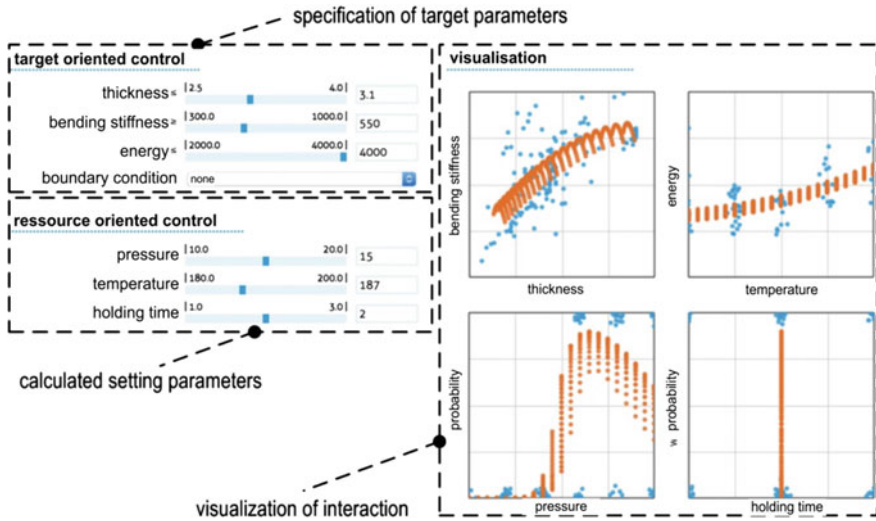 specification of target parameters
target oriented control
thickness≤ |2.5 4.0| 3.1
bending stiffness≥ |300.0 1000.0| 550
energy≤ |2000.0 4000.0| 4000
boundary condition none
ressource oriented control
pressure |10.0 20.0| 15
temperature |180.0 200.0| 187
holding time |1.0 3.0| 2
calculated setting parameters
visualization of interaction
visualisation
bending stiffness
thickness
energy
temperature
probability
pressure
w probability
holding time